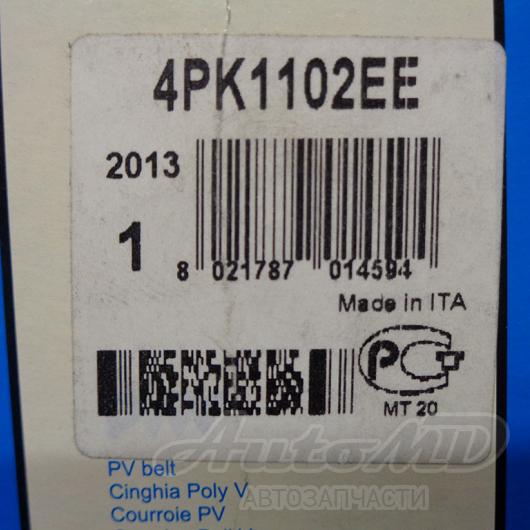 4PK1102EE
2013
1
8 021787 014594
Made in ITA
MT 20
AutoMD
АВТОЗАПЧАСТИ
PV belt
Cinghia Poly V
Courroie PV